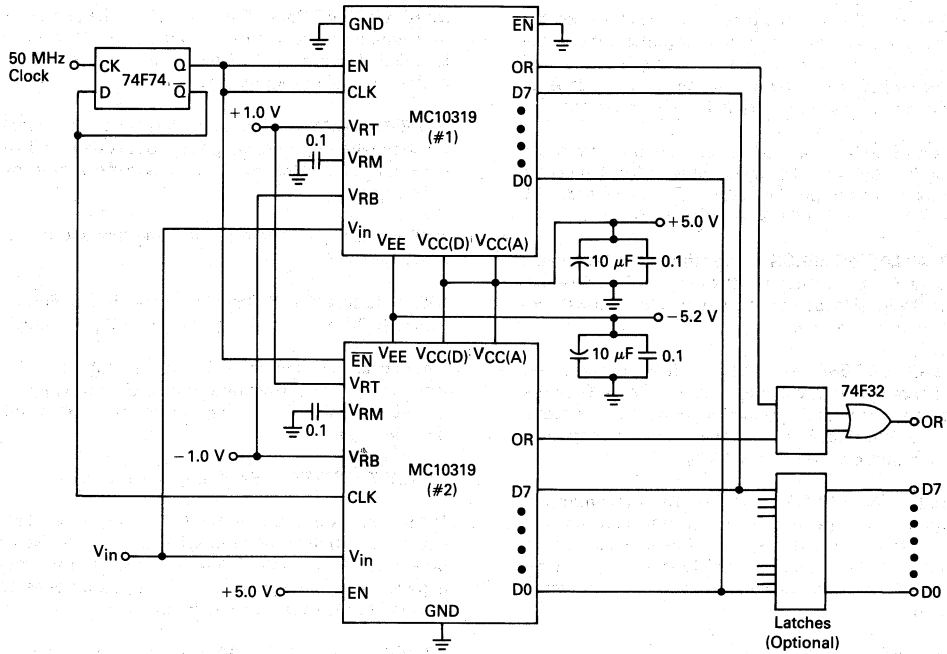 50 MHz
Clock
CK
Q
74F74
D
Q̅
GND
E̅N̅
EN
OR
CLK
D7
+1.0 V
VRT
MC10319
(#1)
0.1
VRM
D0
VRB
Vin
VEE
VCC(D)
VCC(A)
+5.0 V
10 µF
0.1
−5.2 V
10 µF
0.1
E̅N̅
VEE
VCC(D)
VCC(A)
VRT
0.1
VRM
74F32
OR
OR
−1.0 V
VRB
MC10319
(#2)
CLK
D7
D7
Vin
Vin
+5.0 V
EN
D0
D0
GND
Latches
(Optional)